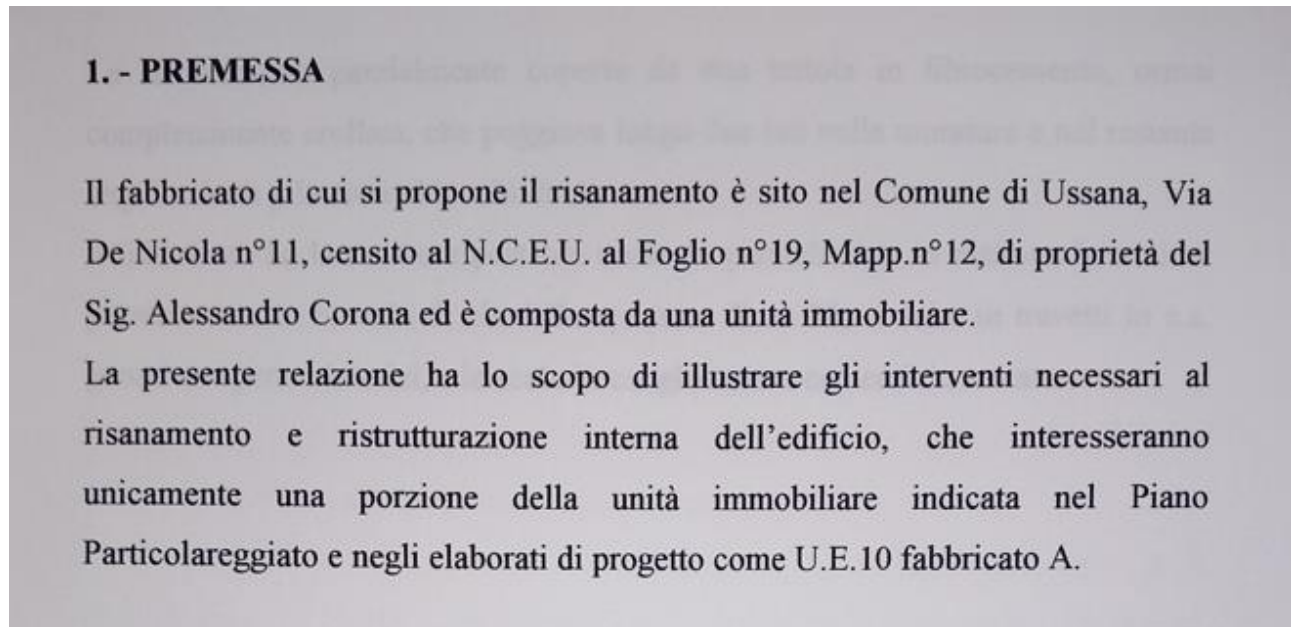 1. - PREMESSA
Il fabbricato di cui si propone il risanamento è sito nel Comune di Ussana, Via
De Nicola n°11, censito al N.C.E.U. al Foglio n°19, Mapp.n°12, di proprietà del
Sig. Alessandro Corona ed è composta da una unità immobiliare.
La presente relazione ha lo scopo di illustrare gli interventi necessari al
risanamento e ristrutturazione interna dell’edificio, che interesseranno
unicamente una porzione della unità immobiliare indicata nel Piano
Particolareggiato e negli elaborati di progetto come U.E.10 fabbricato A.